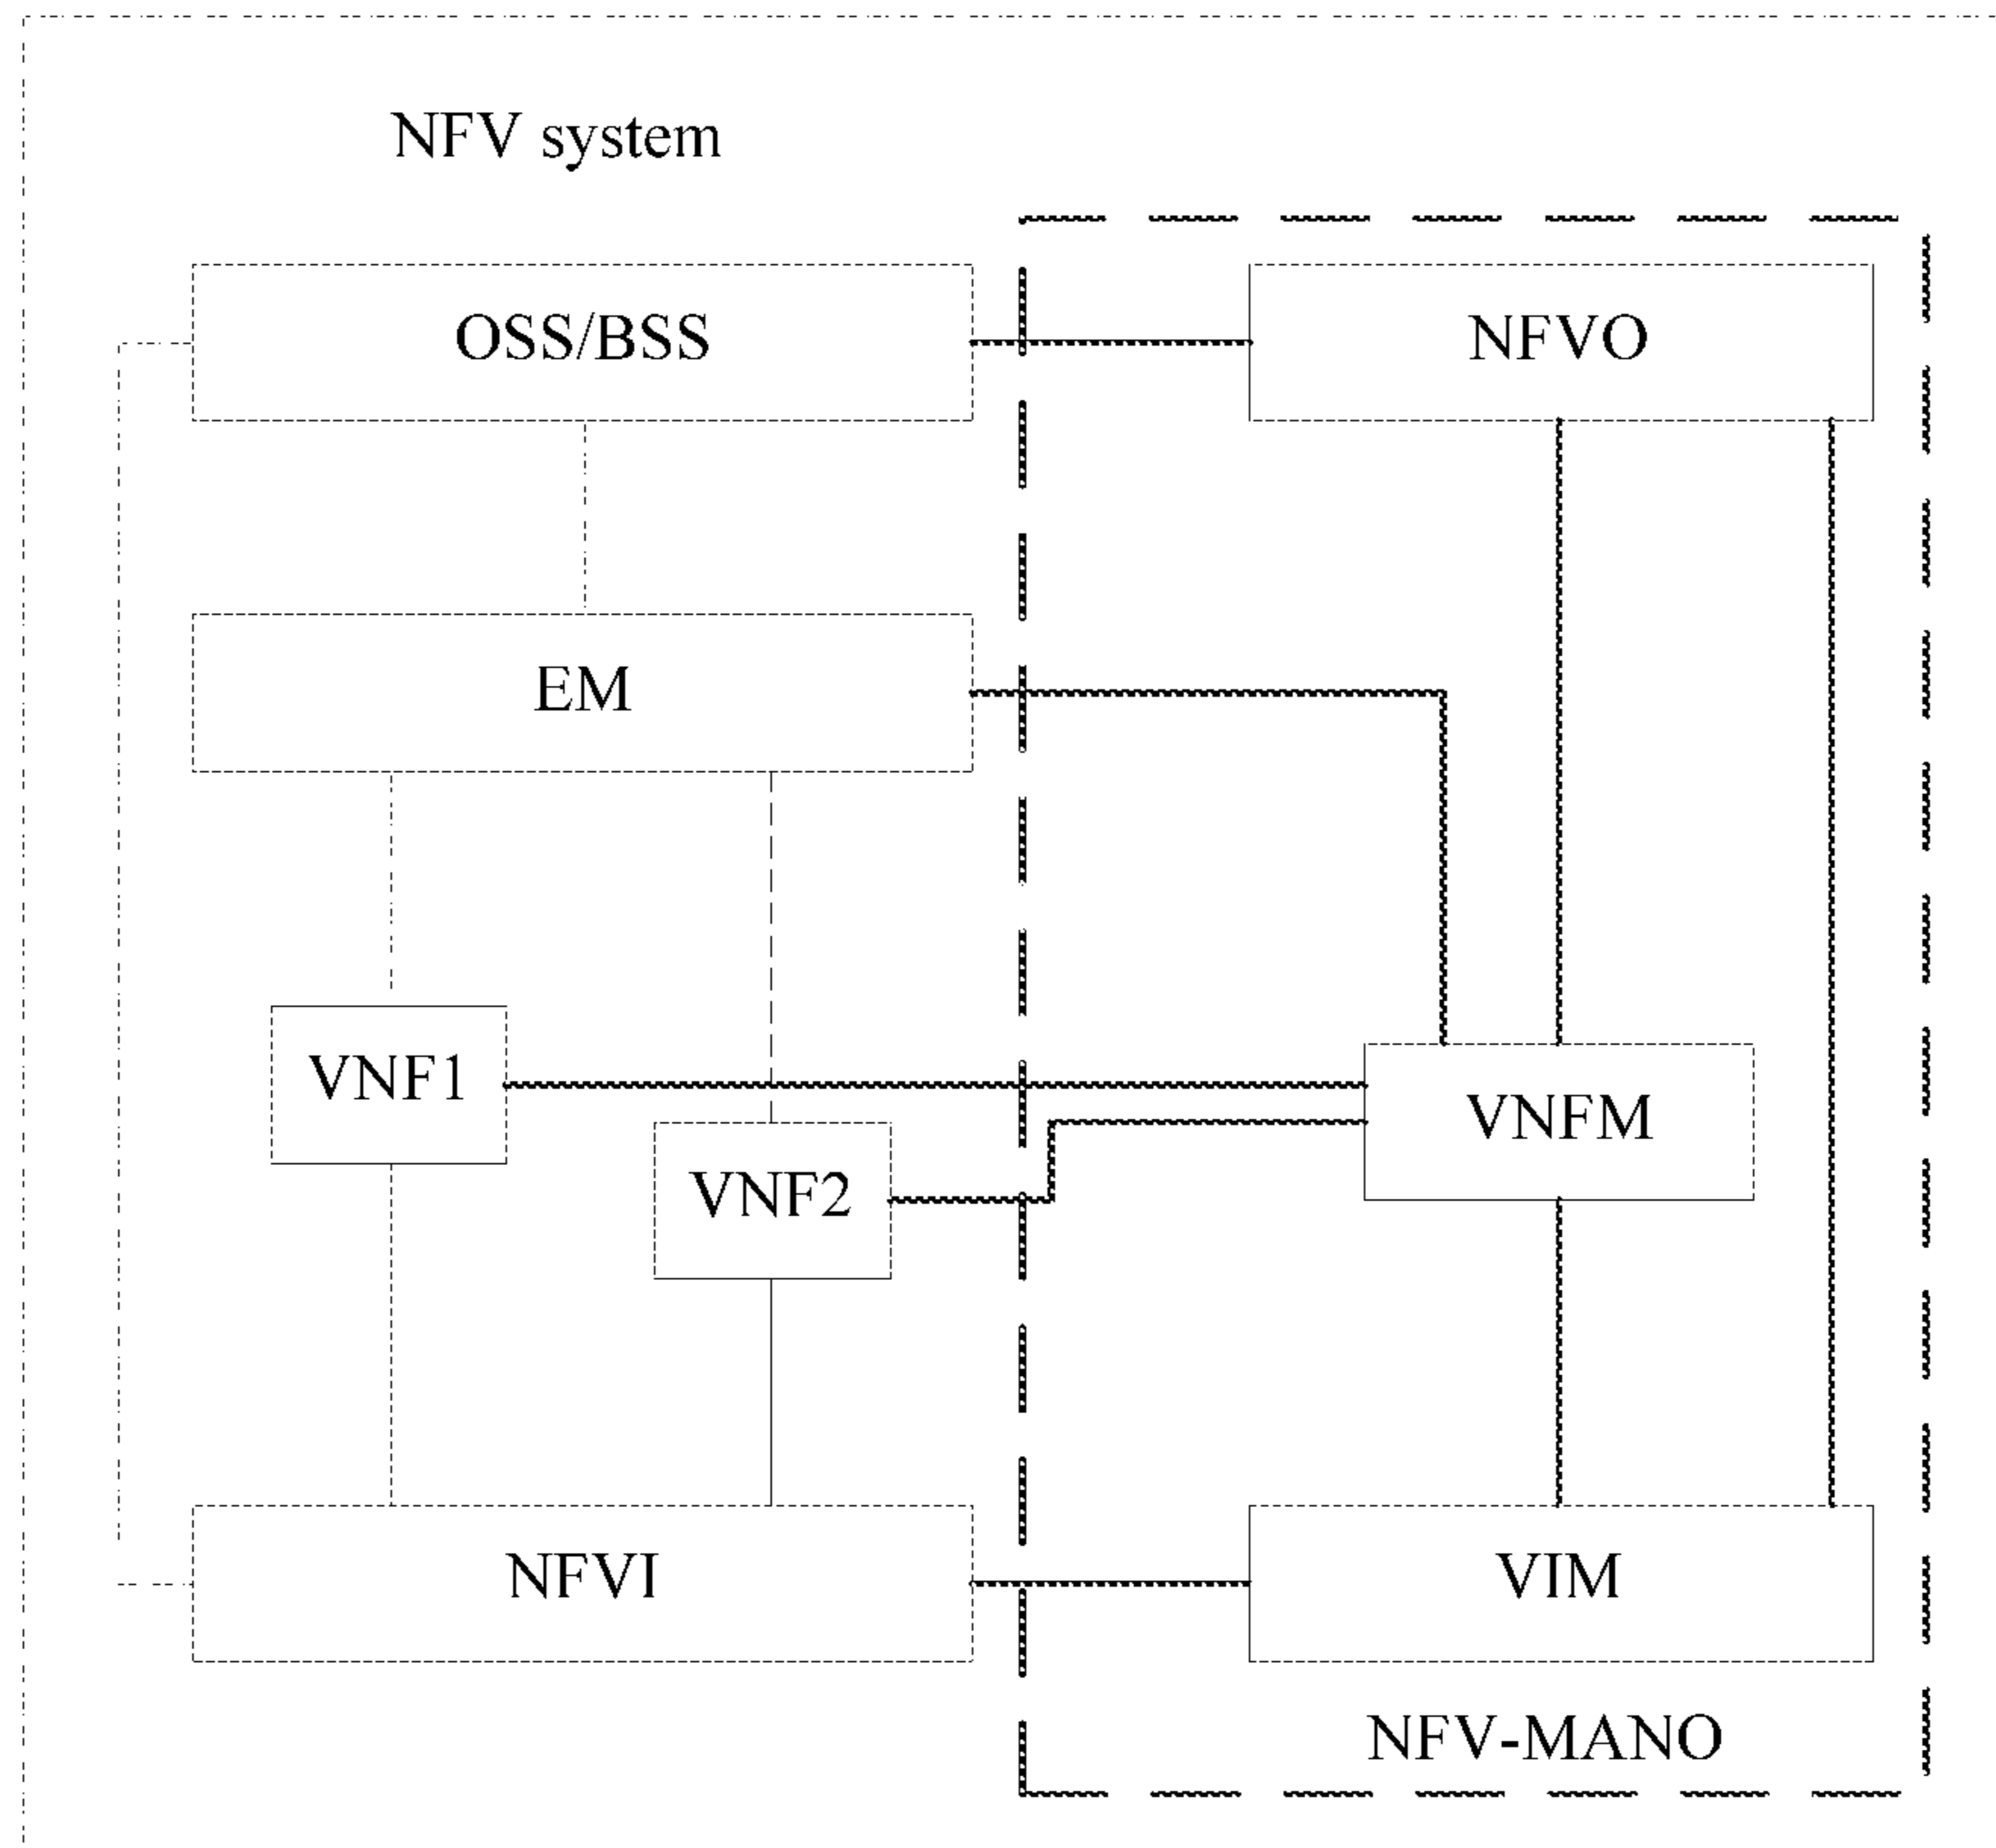 NFV system
OSS/BSS
NFVO
EM
VNF1
VNFM
VNF2
NFVI
VIM
NFV-MANO